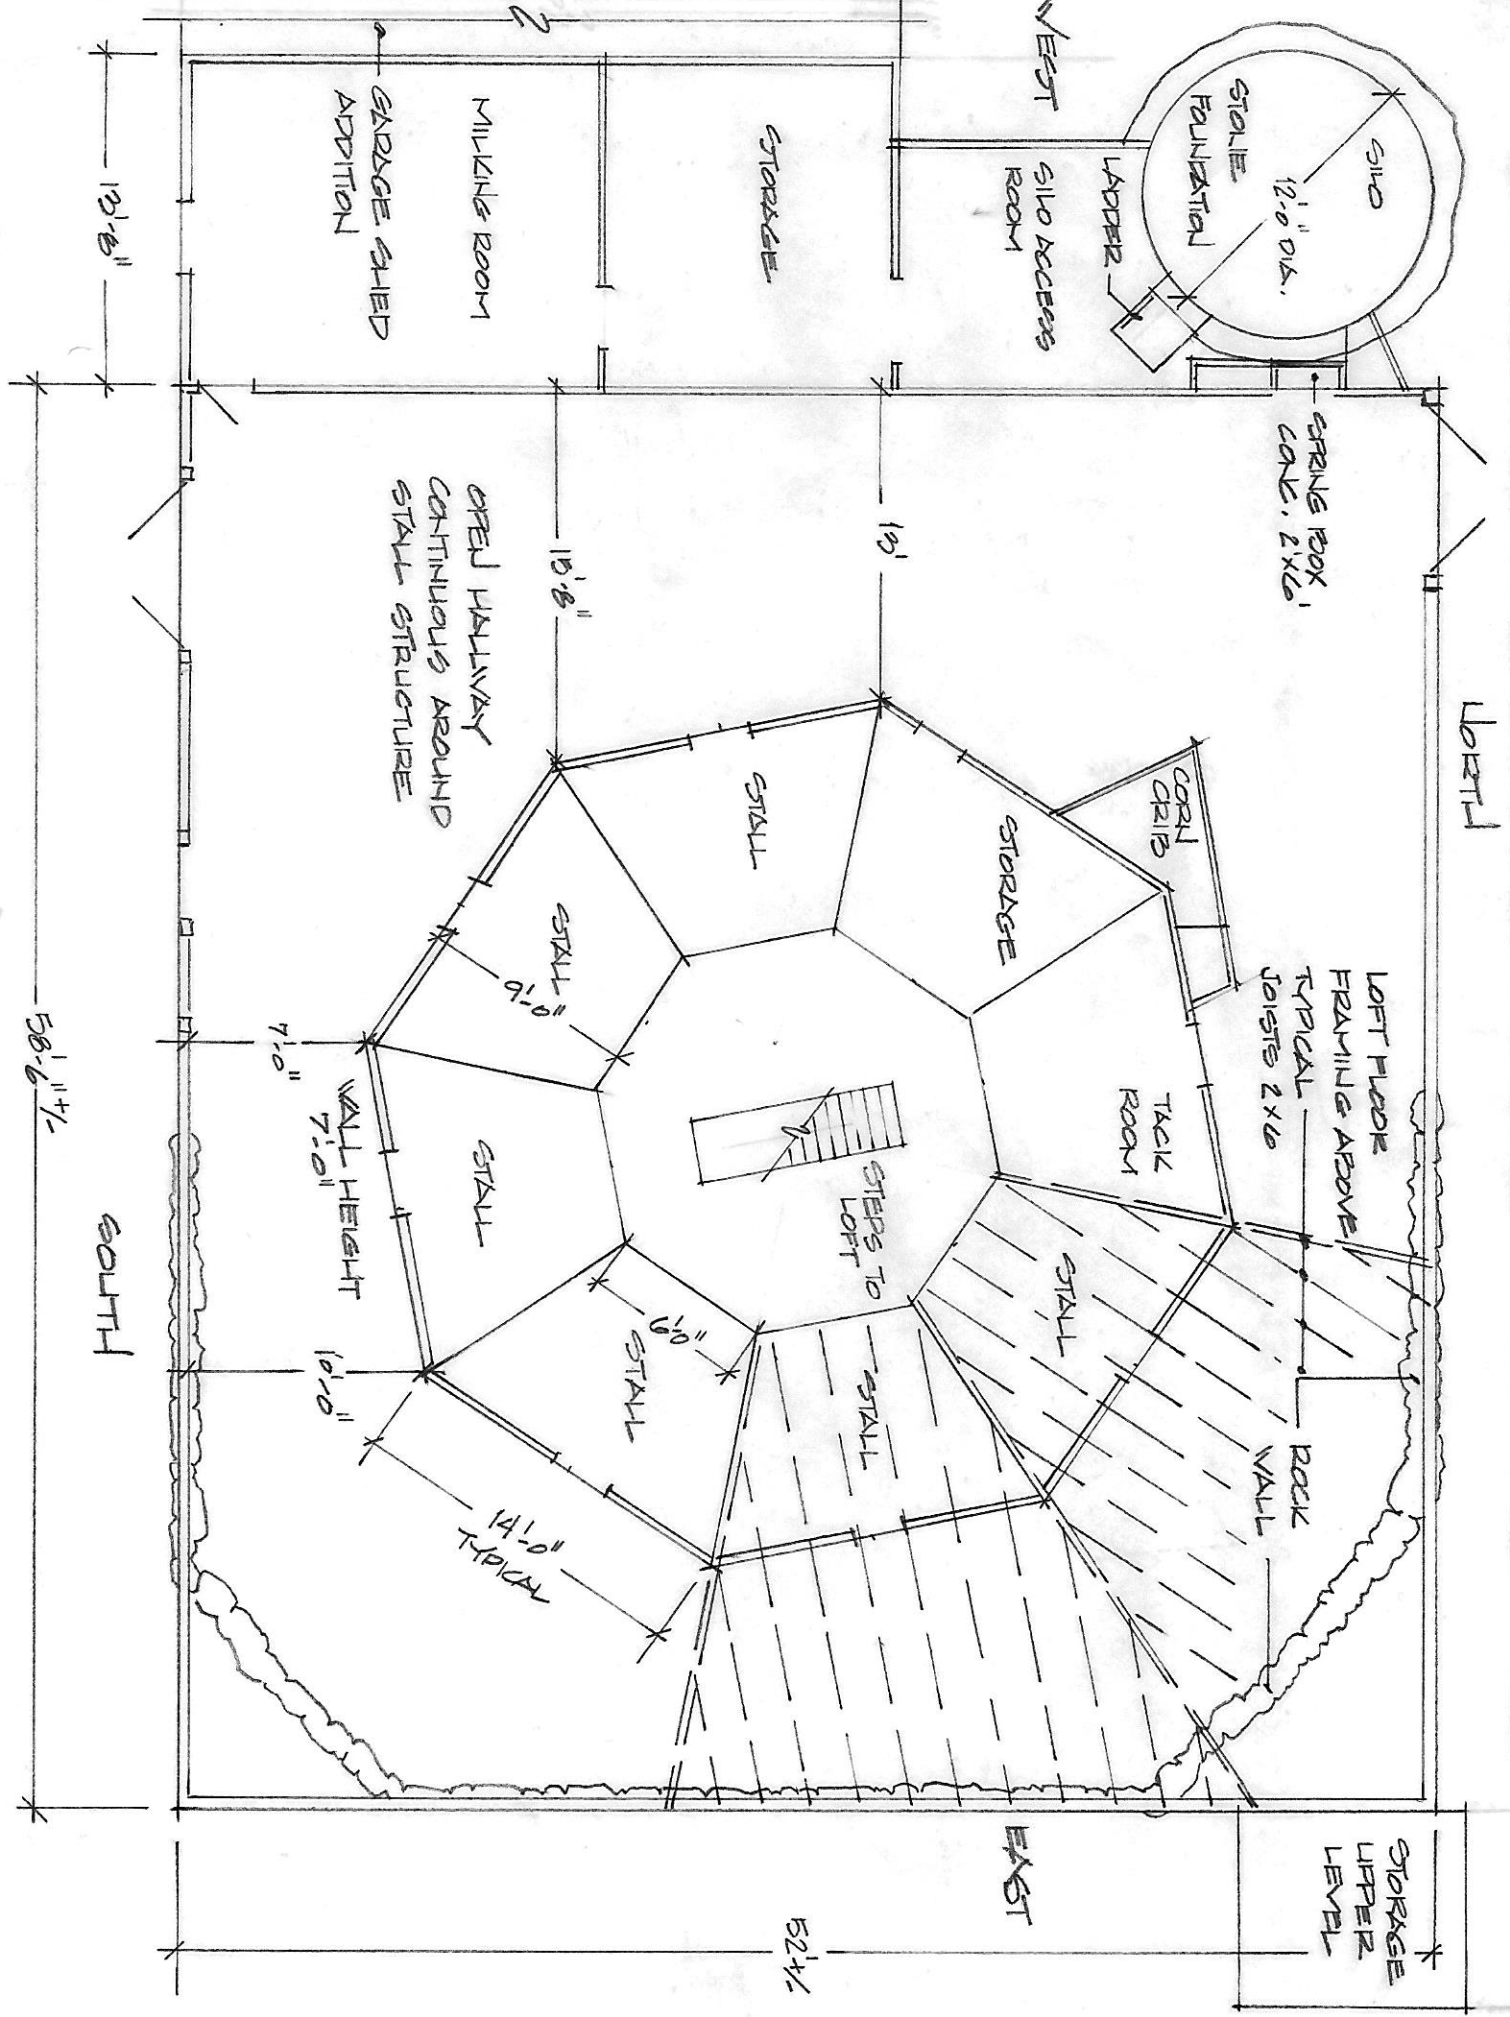 NORTH
WEST
SILO
12'-0" DIA.
STONE
FOUNDATION
LADDER
SILO ACCESS
ROOM
SPRING BOX
CONC. 2'X6'
STORAGE
MILKING ROOM
GARAGE SHED
ADDITION
2
13'-8"
13'
15'-8"
OPEN HALLWAY
CONTINUOUS AROUND
STALL STRUCTURE
CORN
CRIB
STORAGE
STALL
STALL
9'-0"
TACK
ROOM
LOFT FLOOR
FRAMING ABOVE
TYPICAL
JOISTS 2X6
STEPS TO
LOFT
STALL
STALL
STALL
STALL
6'-0"
7'-0"
WALL HEIGHT
7'-0"
10'-0"
14'-0"
TYPICAL
ROCK
WALL
STORAGE
UPPER
LEVEL
EAST
52'+/-
58'-6"+/-
SOUTH